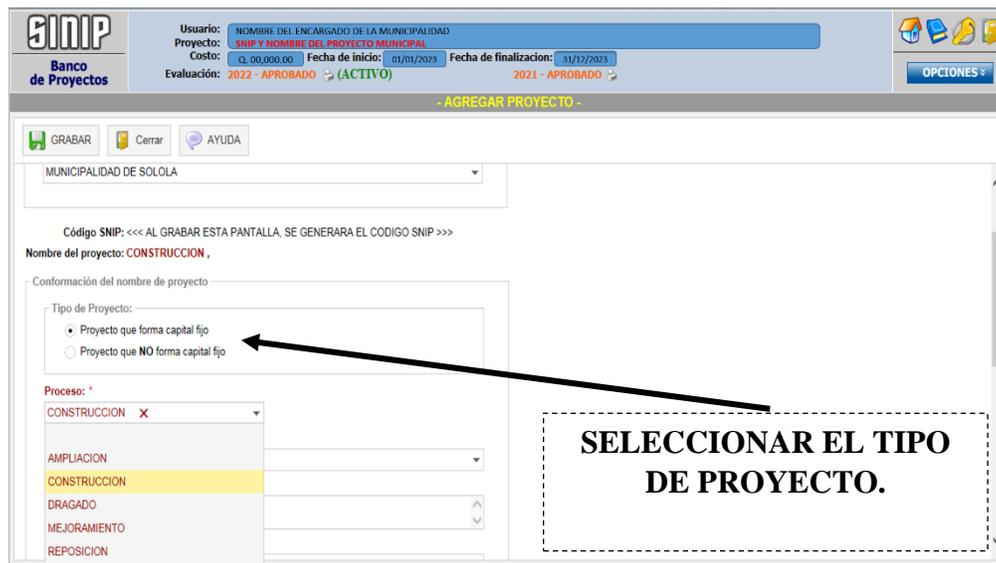 SINIP
Banco
de Proyectos
Usuario: NOMBRE DEL ENCARGADO DE LA MUNICIPALIDAD
Proyecto: SNIP Y NOMBRE DEL PROYECTO MUNICIPAL
Costo: Q. 00,000.00 Fecha de inicio: 01/01/2023 Fecha de finalizacion: 31/12/2023
Evaluación: 2022 - APROBADO (ACTIVO) 2021 - APROBADO
OPCIONES
- AGREGAR PROYECTO -
GRABAR Cerrar AYUDA
MUNICIPALIDAD DE SOLOLA
Código SNIP: <<< AL GRABAR ESTA PANTALLA, SE GENERARA EL CODIGO SNIP >>>
Nombre del proyecto: CONSTRUCCION ,
Conformación del nombre de proyecto
Tipo de Proyecto:
Proyecto que forma capital fijo
Proyecto que NO forma capital fijo
Proceso: *
CONSTRUCCION X
AMPLIACION
CONSTRUCCION
DRAGADO
MEJORAMIENTO
REPOSICION
SELECCIONAR EL TIPO
DE PROYECTO.